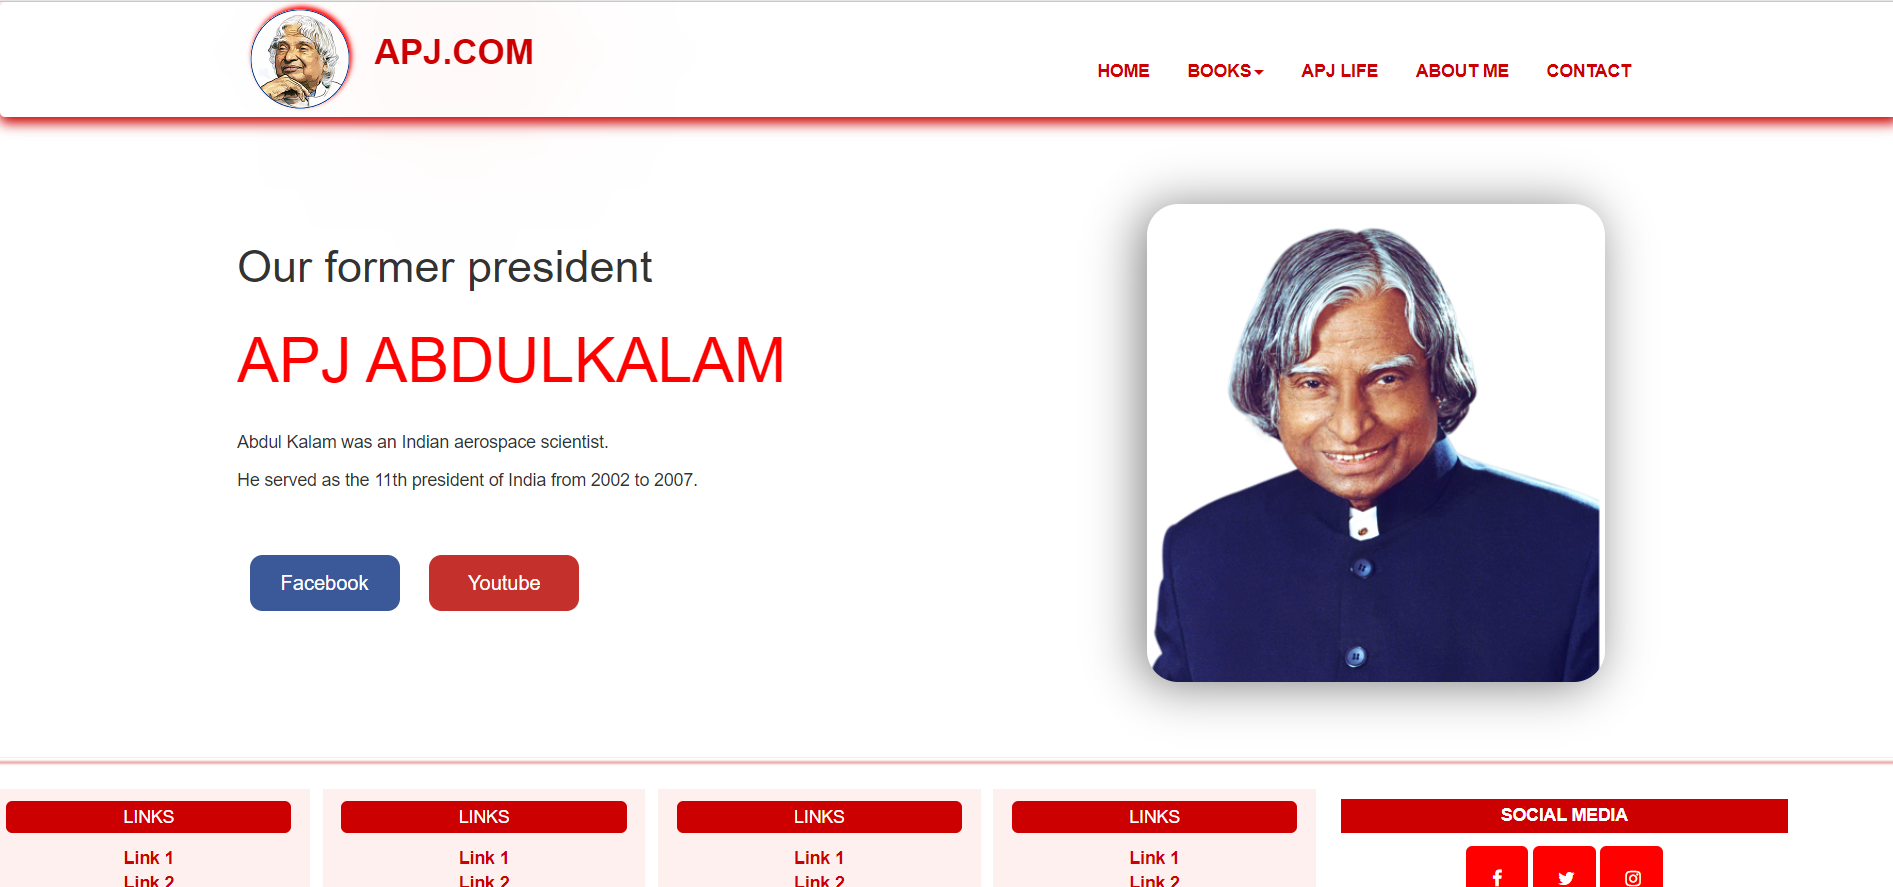 APJ.COM
HOME BOOKS APJ LIFE ABOUT ME CONTACT
Our former president
APJ ABDULKALAM
Abdul Kalam was an Indian aerospace scientist.
He served as the 11th president of India from 2002 to 2007.
Facebook Youtube
LINKS LINKS LINKS LINKS SOCIAL MEDIA
Link 1 Link 1 Link 1 Link 1
Link 2 Link 2 Link 2 Link 2